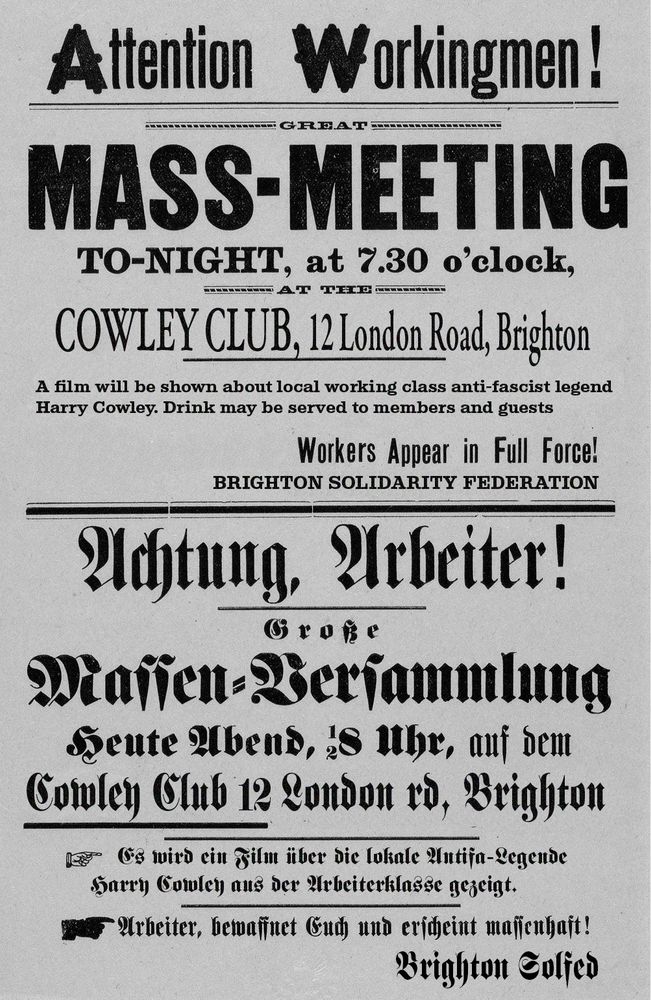 Attention Workingmen!
GREAT
MASS-MEETING
TO-NIGHT, at 7.30 o'clock,
AT THE
COWLEY CLUB, 12 London Road, Brighton
A film will be shown about local working class anti-fascist legend
Harry Cowley. Drink may be served to members and guests
Workers Appear in Full Force!
BRIGHTON SOLIDARITY FEDERATION
Achtung, Arbeiter!
Große
Maſſen-Verſammlung
Heute Abend, ½8 Uhr, auf dem
Cowley Club 12 London rd, Brighton
Es wird ein Film über die lokale Antifa-Legende
Harry Cowley aus der Arbeiterklasse gezeigt.
Arbeiter, bewaffnet Euch und erſcheint maſſenhaft!
Brighton Solfed